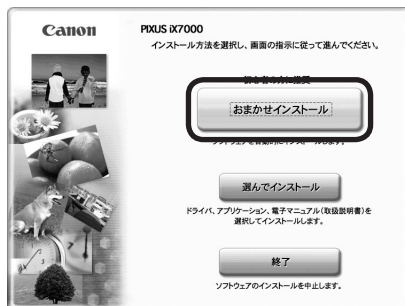 Canon
PIXUS iX7000
インストール方法を選択し、画面の指示に従って進んでください。
おまかせインストール
選んでインストール
ドライバ、アプリケーション、電子マニュアル(取扱説明書)を
選択してインストールします。
終了
ソフトウェアのインストールを中止します。